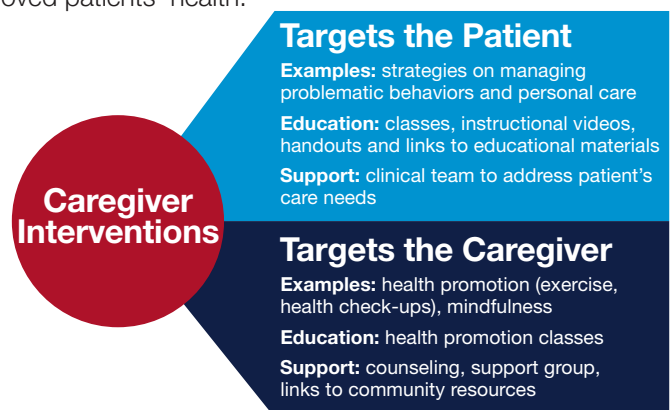 patients' health.
Targets the Patient
Examples: strategies on managing
problematic behaviors and personal care
Education: classes, instructional videos,
handouts and links to educational materials
Support: clinical team to address patient's
care needs
Caregiver
Interventions
Targets the Caregiver
Examples: health promotion (exercise,
health check-ups), mindfulness
Education: health promotion classes
Support: counseling, support group,
links to community resources